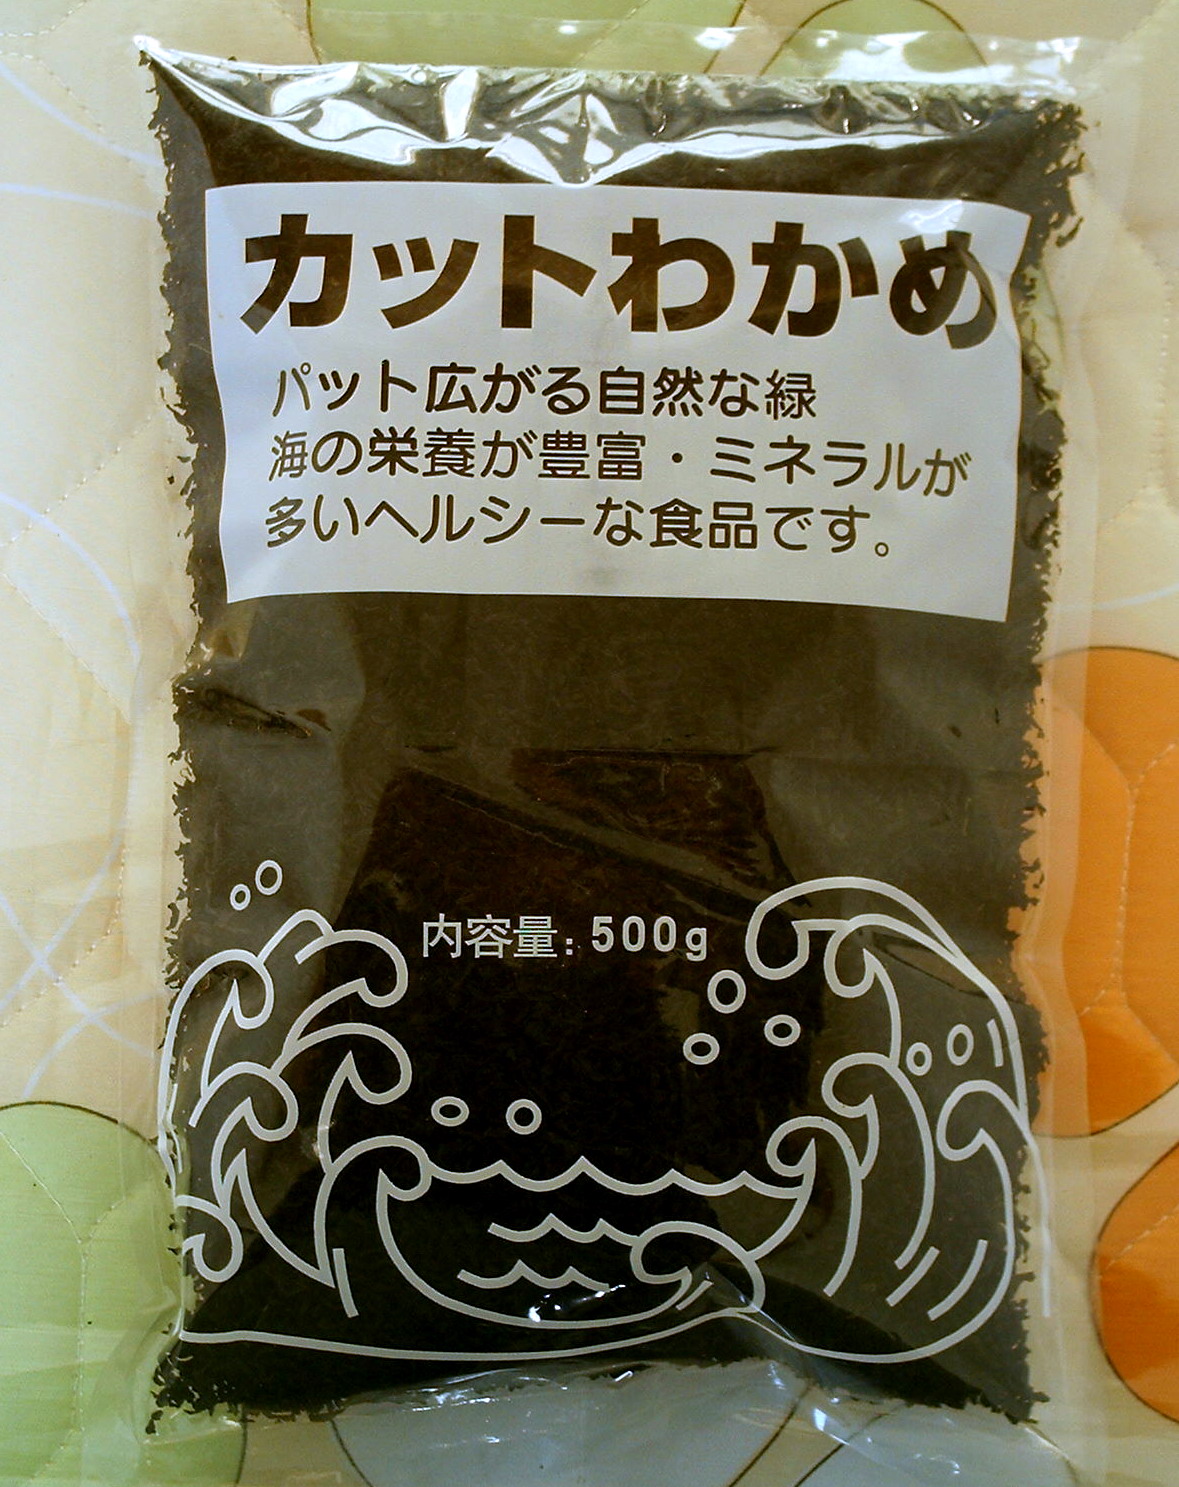 カットわかめ
パット広がる自然な緑
海の栄養が豊富・ミネラルが
多いヘルシーな食品です。
内容量:500g